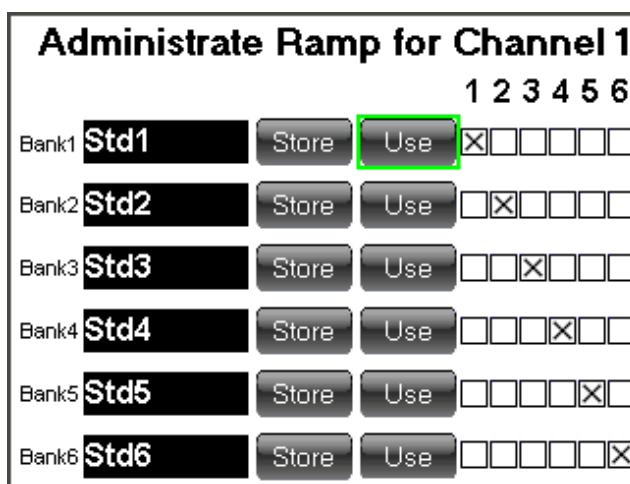 Administrate Ramp for Channel 1
1 2 3 4 5 6
Bank1 Std1 Store Use
Bank2 Std2 Store Use
Bank3 Std3 Store Use
Bank4 Std4 Store Use
Bank5 Std5 Store Use
Bank6 Std6 Store Use